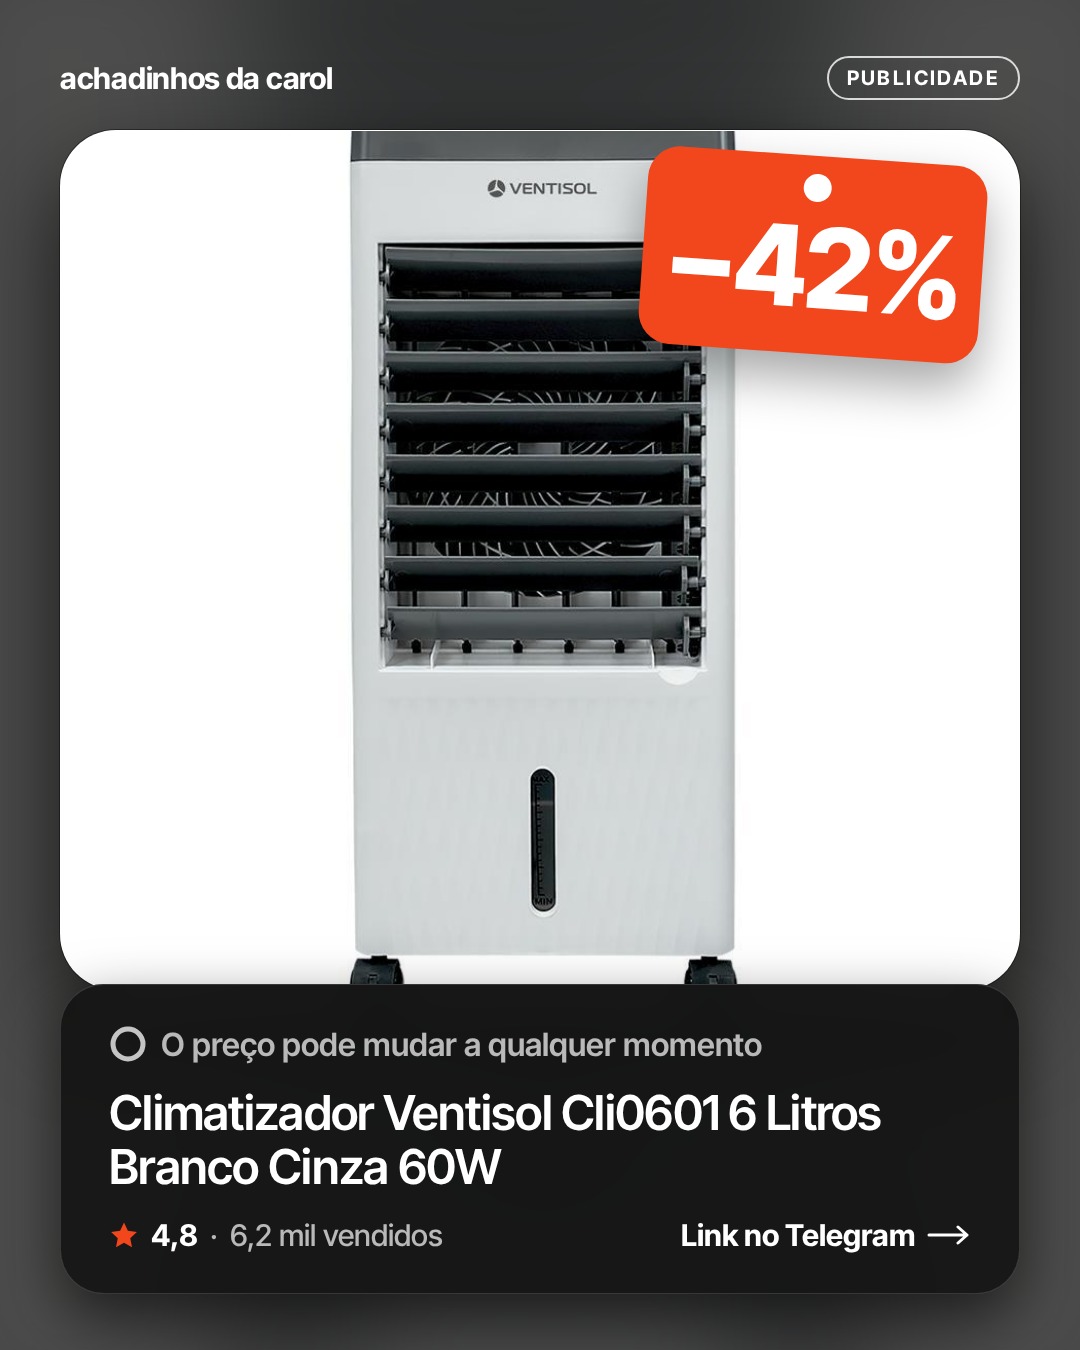 achadinhos da carol
PUBLICIDADE
VENTISOL
–42%
MAX
MIN
O preço pode mudar a qualquer momento
Climatizador Ventisol Cli0601 6 Litros
Branco Cinza 60W
4,8 · 6,2 mil vendidos
Link no Telegram →